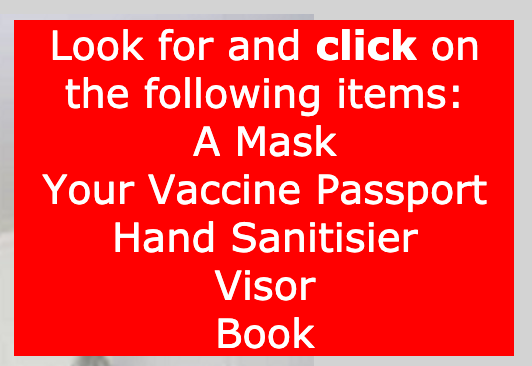 Look for and click on
the following items:
A Mask
Your Vaccine Passport
Hand Sanitisier
Visor
Book